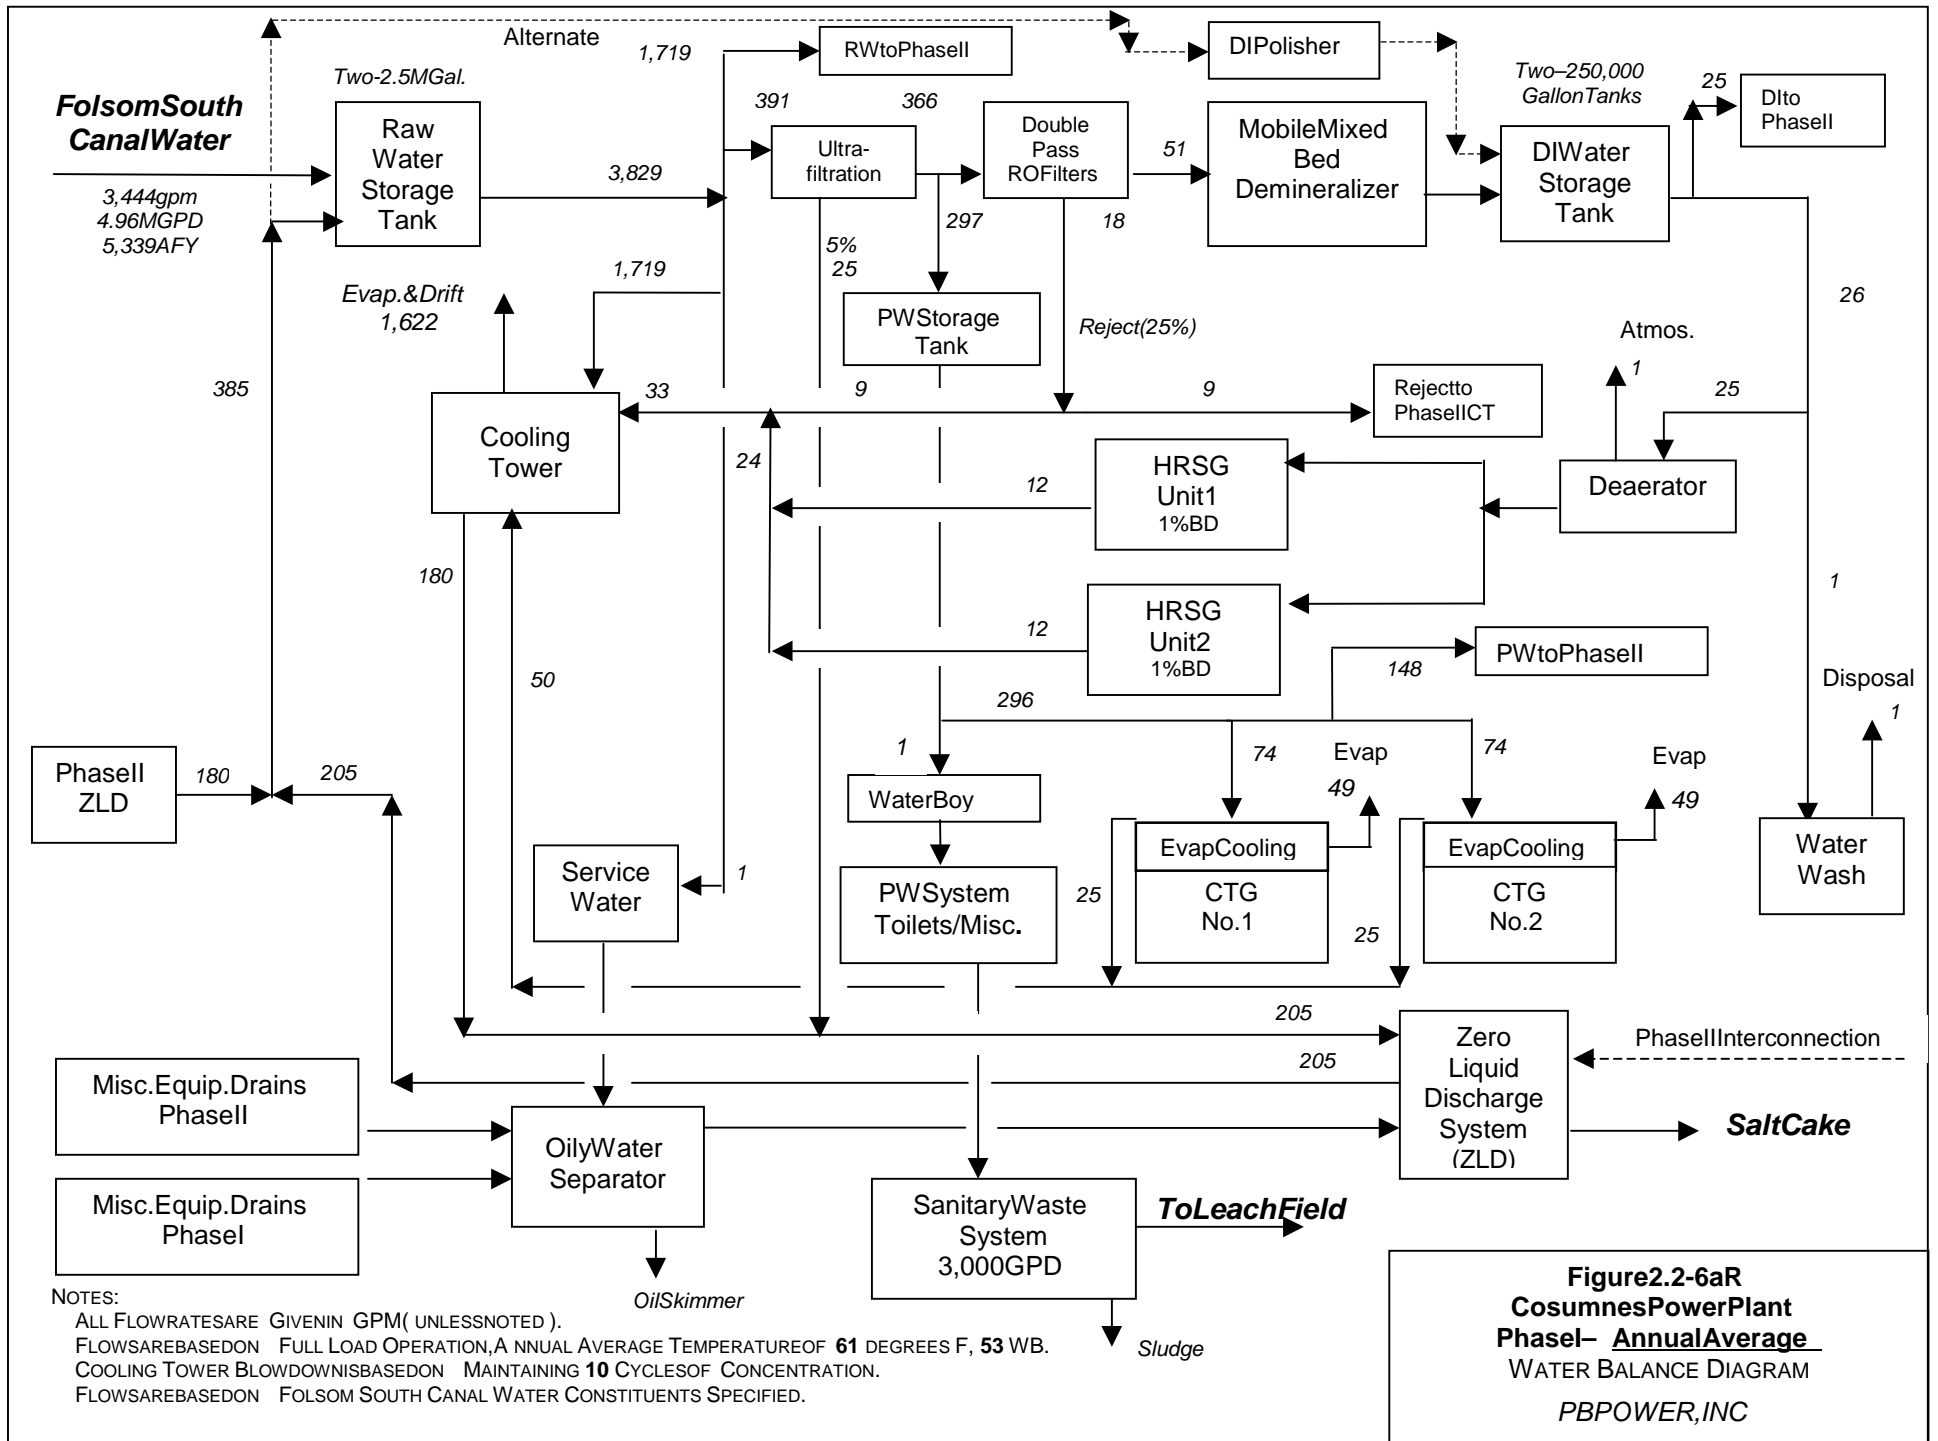 Alternate
1,719
RWtoPhaseII
DIPolisher
Two-2.5MGal.
Two–250,000
GallonTanks
25
DIto
PhaseII
FolsomSouth
CanalWater
Raw
Water
Storage
Tank
391
366
Ultra-
filtration
Double
Pass
ROFilters
51
MobileMixed
Bed
Demineralizer
DIWater
Storage
Tank
3,444gpm
4.96MGPD
5,339AFY
3,829
297
18
5%
25
1,719
Evap.&Drift
1,622
PWStorage
Tank
Reject(25%)
26
Atmos.
1
385
33
9
9
Rejectto
PhaseIICT
25
Cooling
Tower
24
12
HRSG
Unit1
1%BD
Deaerator
180
12
HRSG
Unit2
1%BD
1
PWtoPhaseII
148
50
296
Disposal
1
1
74
Evap
49
74
Evap
49
PhaseII
ZLD
180
205
WaterBoy
EvapCooling
CTG
No.1
EvapCooling
CTG
No.2
Water
Wash
Service
Water
1
PWSystem
Toilets/Misc.
25
25
205
205
Zero
Liquid
Discharge
System
(ZLD)
PhaseIIInterconnection
SaltCake
Misc.Equip.Drains
PhaseII
OilyWater
Separator
Misc.Equip.Drains
PhaseI
SanitaryWaste
System
3,000GPD
ToLeachField
OilSkimmer
Sludge
NOTES:
ALL FLOWRATESARE GIVENIN GPM( UNLESSNOTED ).
FLOWSAREBASEDON FULL LOAD OPERATION,A NNUAL AVERAGE TEMPERATUREOF 61 DEGREES F, 53 WB.
COOLING TOWER BLOWDOWNISBASEDON MAINTAINING 10 CYCLESOF CONCENTRATION.
FLOWSAREBASEDON FOLSOM SOUTH CANAL WATER CONSTITUENTS SPECIFIED.
Figure2.2-6aR
CosumnesPowerPlant
PhaseI– AnnualAverage
WATER BALANCE DIAGRAM
PBPOWER,INC